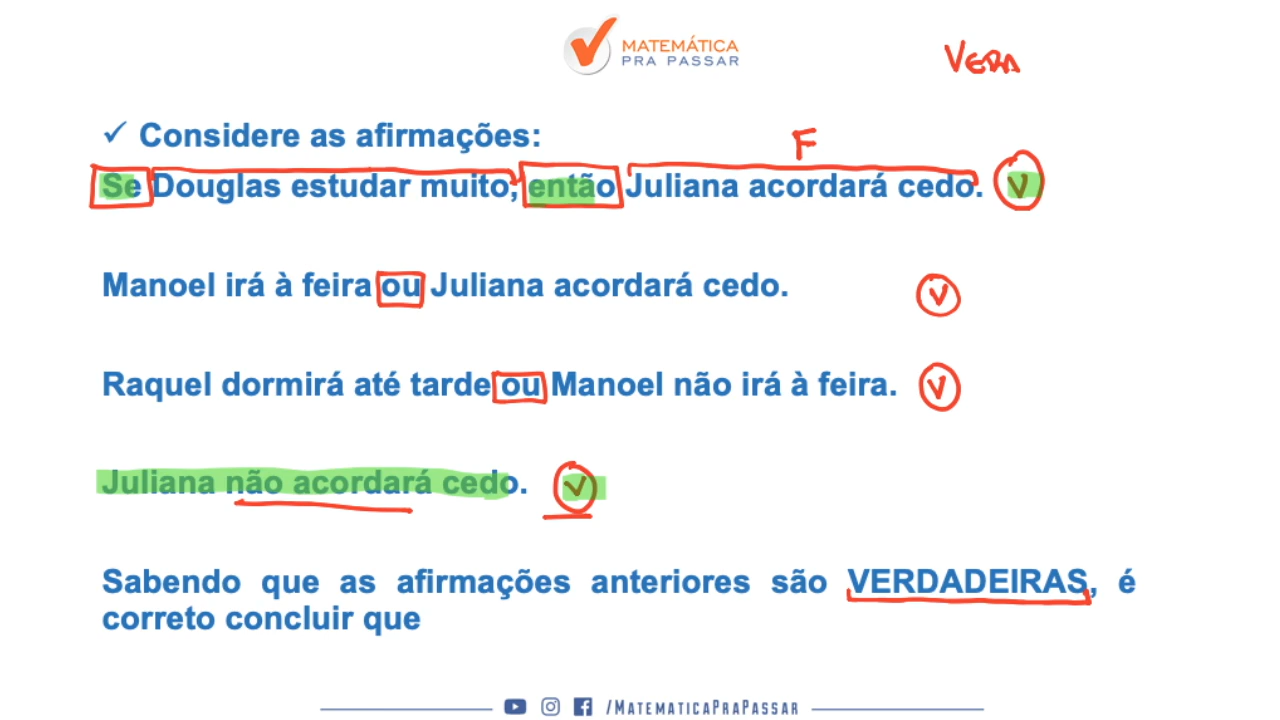 MATEMÁTICA
PRA PASSAR
VERA
✓ Considere as afirmações:
F
Se Douglas estudar muito, então Juliana acordará cedo. V
Manoel irá à feira ou Juliana acordará cedo. V
Raquel dormirá até tarde ou Manoel não irá à feira. V
Juliana não acordará cedo. V
Sabendo que as afirmações anteriores são VERDADEIRAS, é
correto concluir que
/MATEMATICAPRAPASSAR